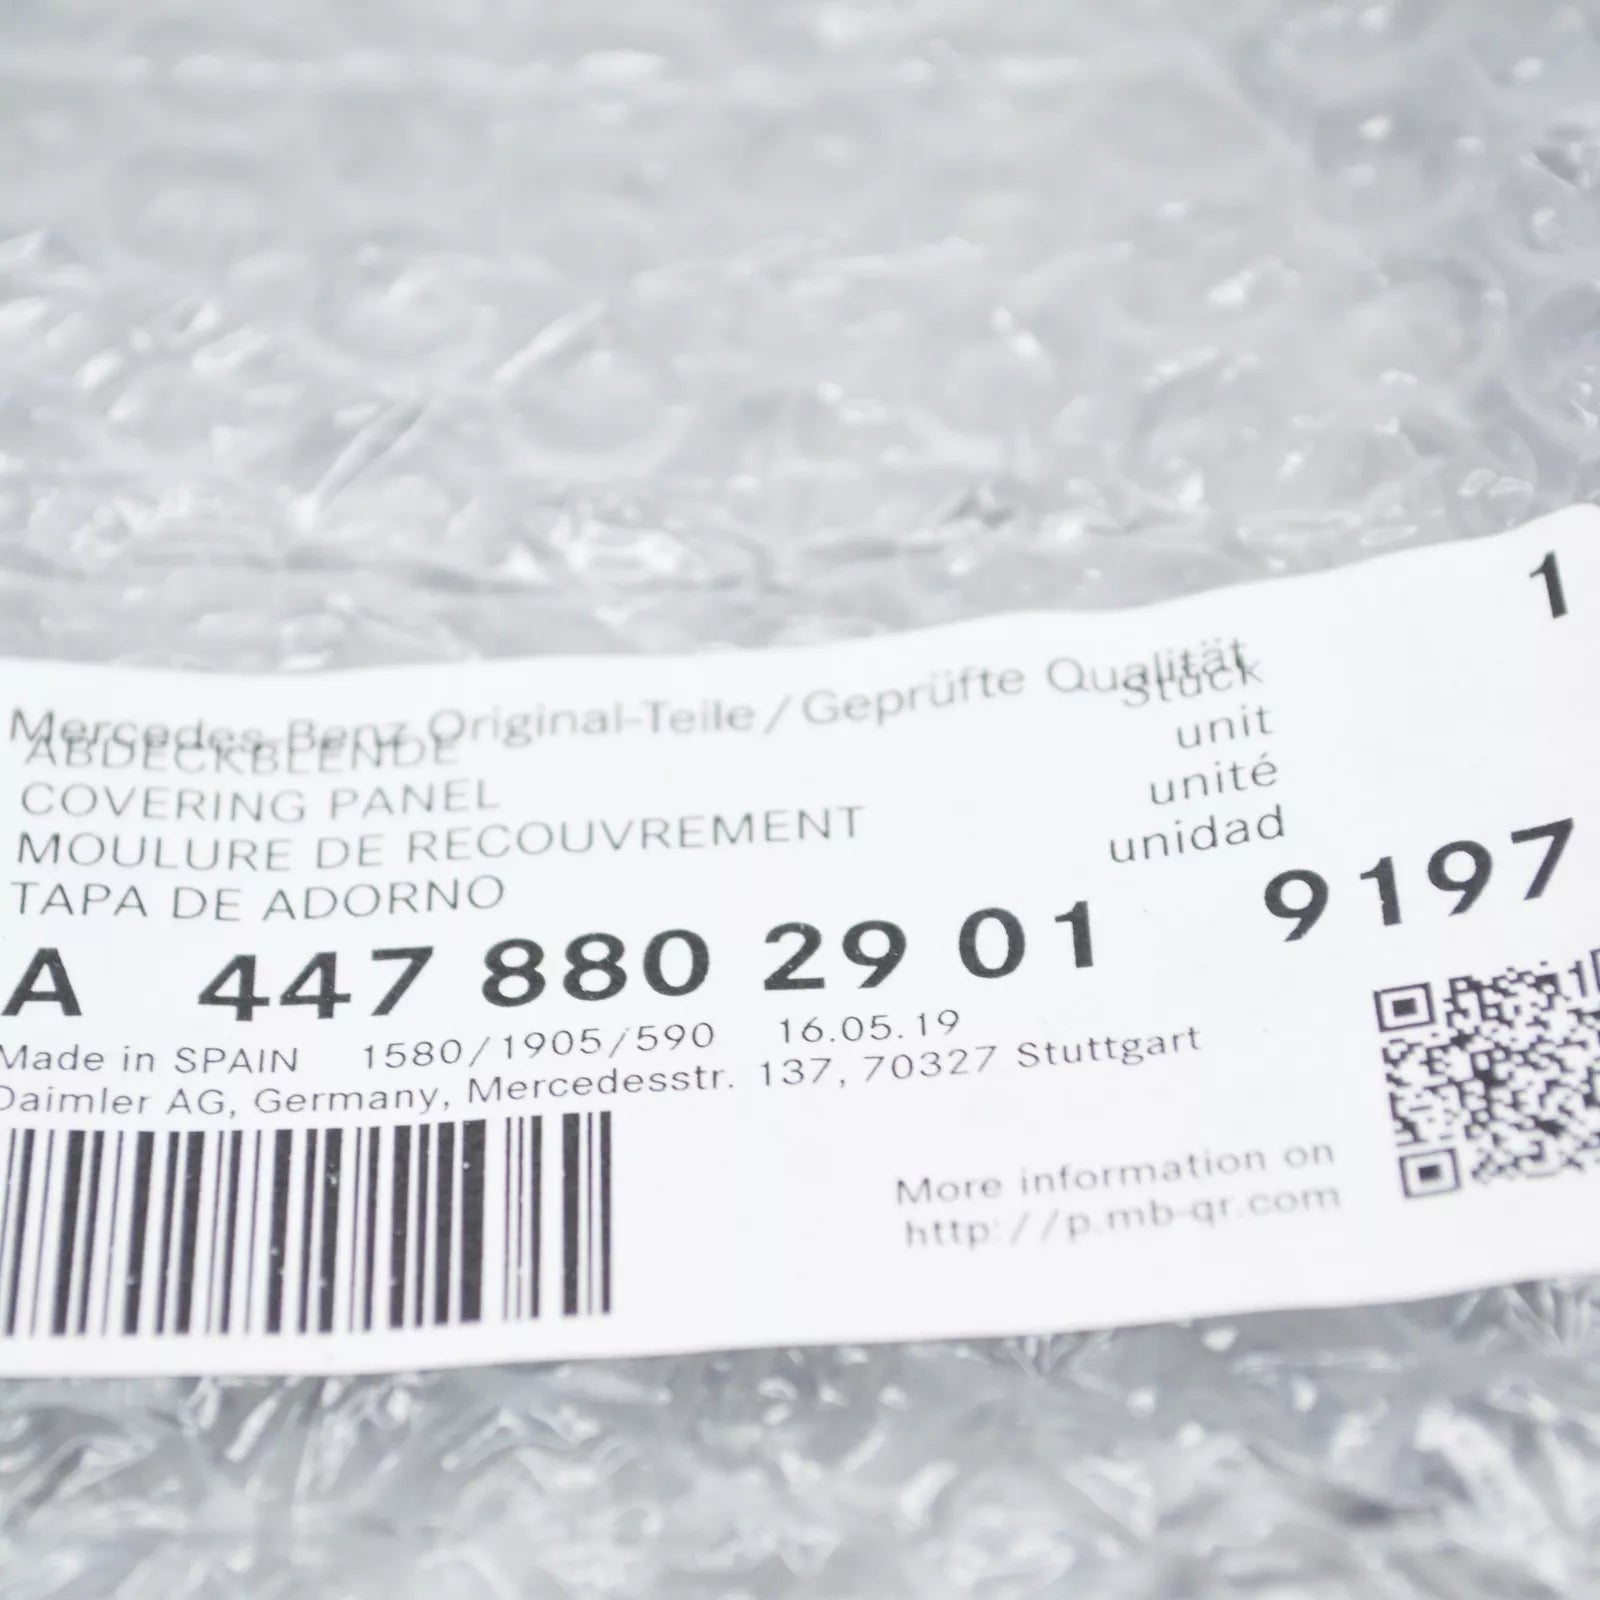 1
Mercedes-Benz Original-Teile / Geprüfte Qualität
ABDECKBLENDE Stück
COVERING PANEL unit
MOULURE DE RECOUVREMENT unité
TAPA DE ADORNO unidad
A 447 880 29 01 9197
Made in SPAIN 1580/1905/590 16.05.19
Daimler AG, Germany, Mercedesstr. 137, 70327 Stuttgart
More information on
http://p.mb-qr.com